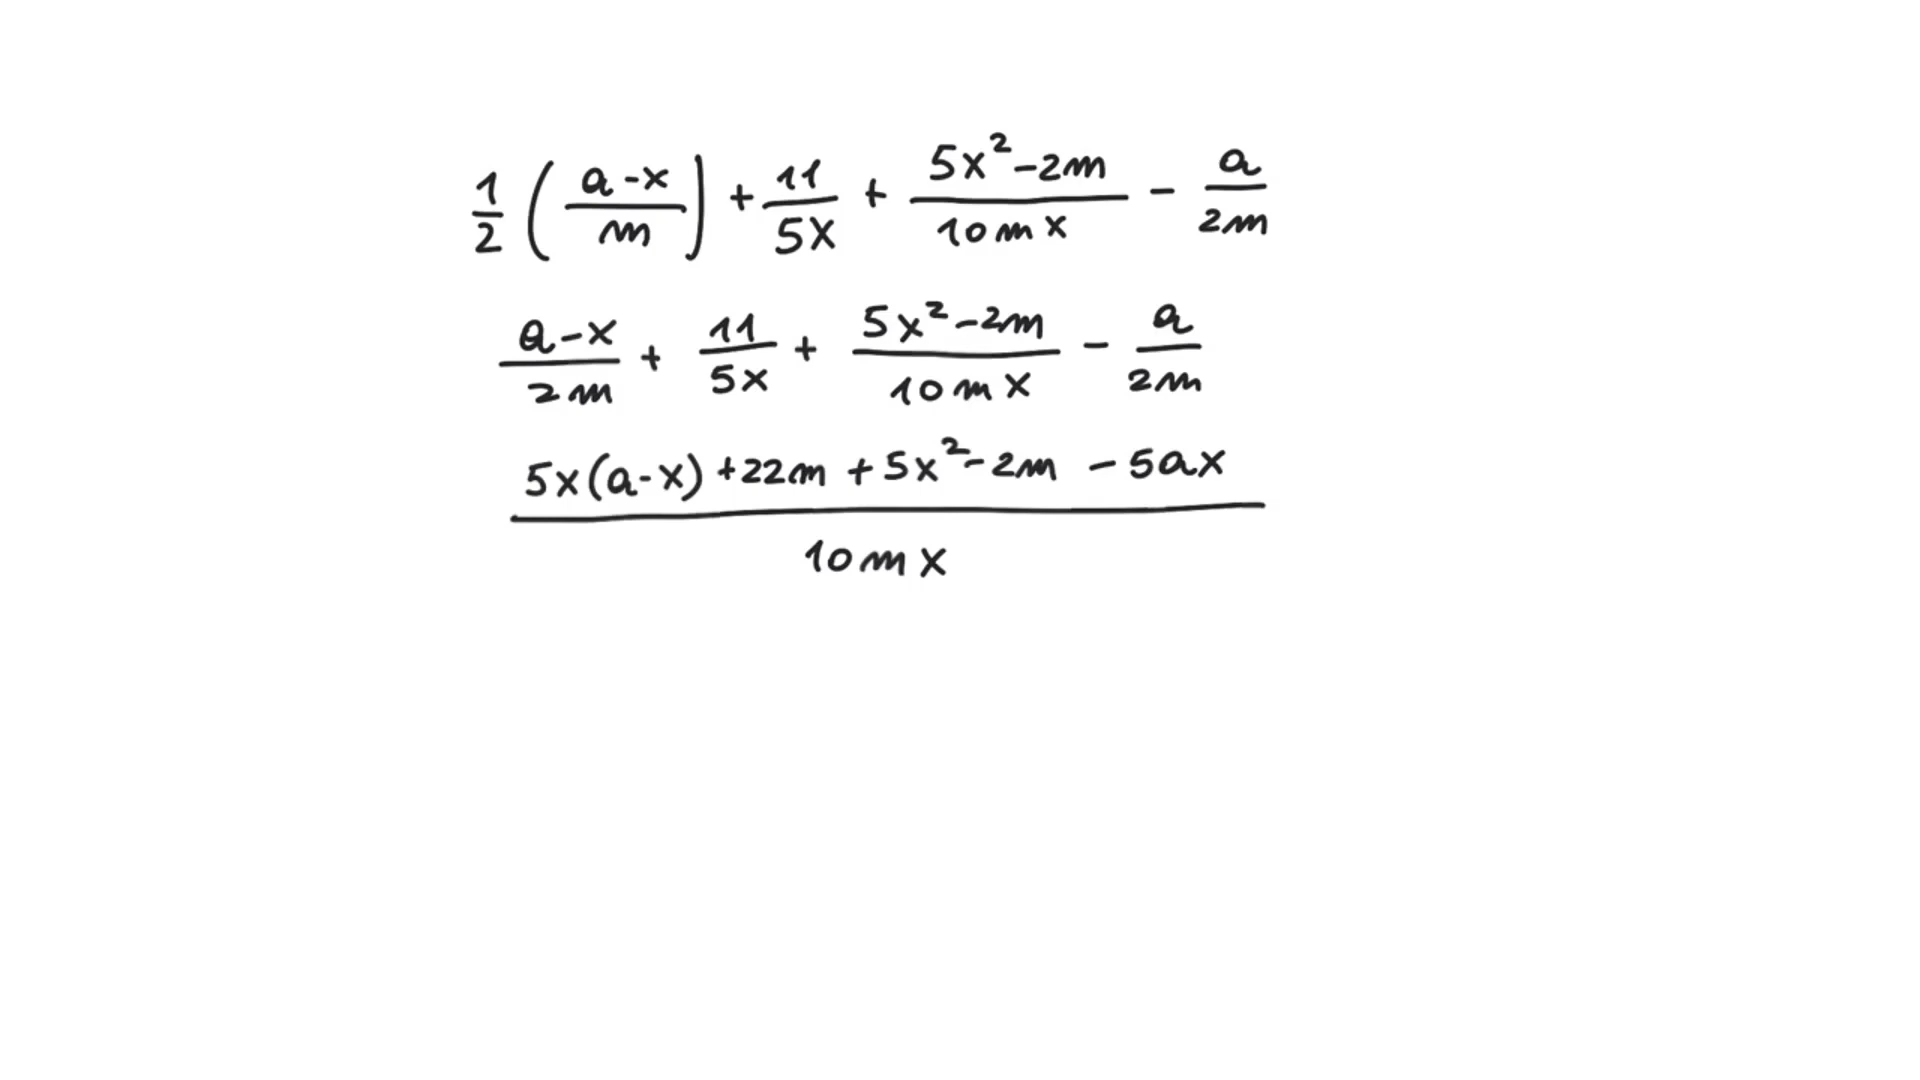 1/2 ( (a-x)/m ) + 11/5x + (5x²-2m)/(10mx) - a/2m
(a-x)/2m + 11/5x + (5x²-2m)/(10mx) - a/2m
(5x(a-x) +22m + 5x²-2m - 5ax)/(10mx)